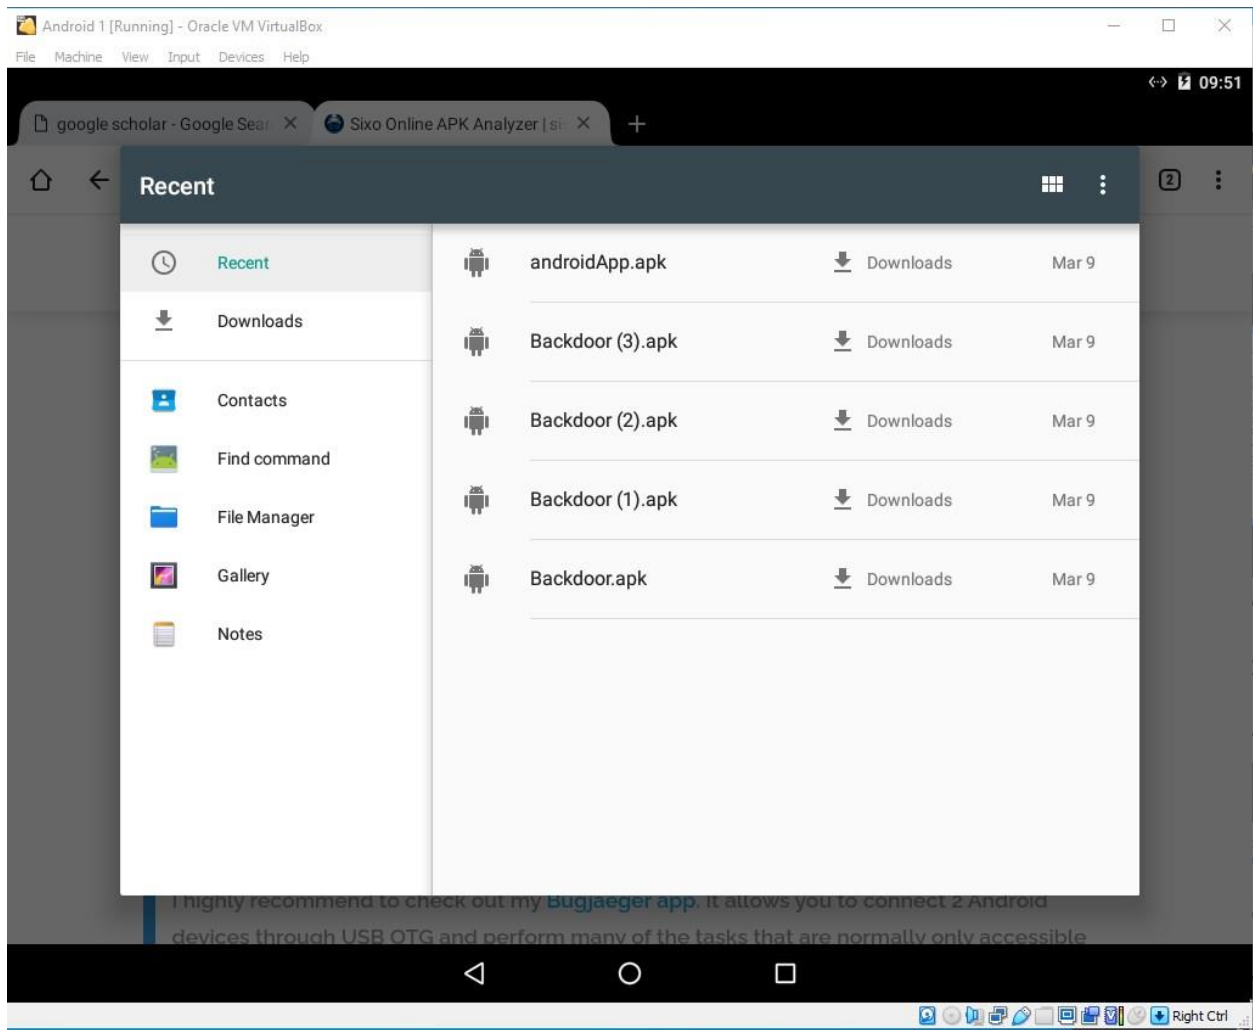 Android 1 [Running] - Oracle VM VirtualBox
File Machine View Input Devices Help
09:51
google scholar - Google Sear
Sixo Online APK Analyzer | si
2
Recent
Recent
Downloads
Contacts
Find command
File Manager
Gallery
Notes
androidApp.apk Downloads Mar 9
Backdoor (3).apk Downloads Mar 9
Backdoor (2).apk Downloads Mar 9
Backdoor (1).apk Downloads Mar 9
Backdoor.apk Downloads Mar 9
I highly recommend to check out my Bugjaeger app. It allows you to connect 2 Android
devices through USB OTG and perform many of the tasks that are normally only accessible
Right Ctrl